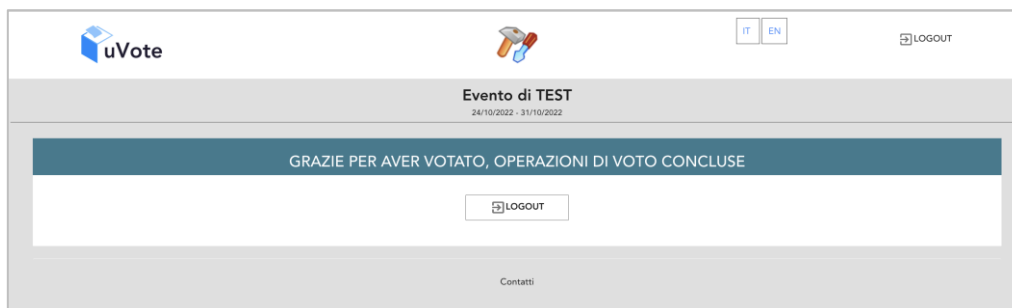 uVote
IT EN
LOGOUT
Evento di TEST
24/10/2022 - 31/10/2022
GRAZIE PER AVER VOTATO, OPERAZIONI DI VOTO CONCLUSE
LOGOUT
Contatti